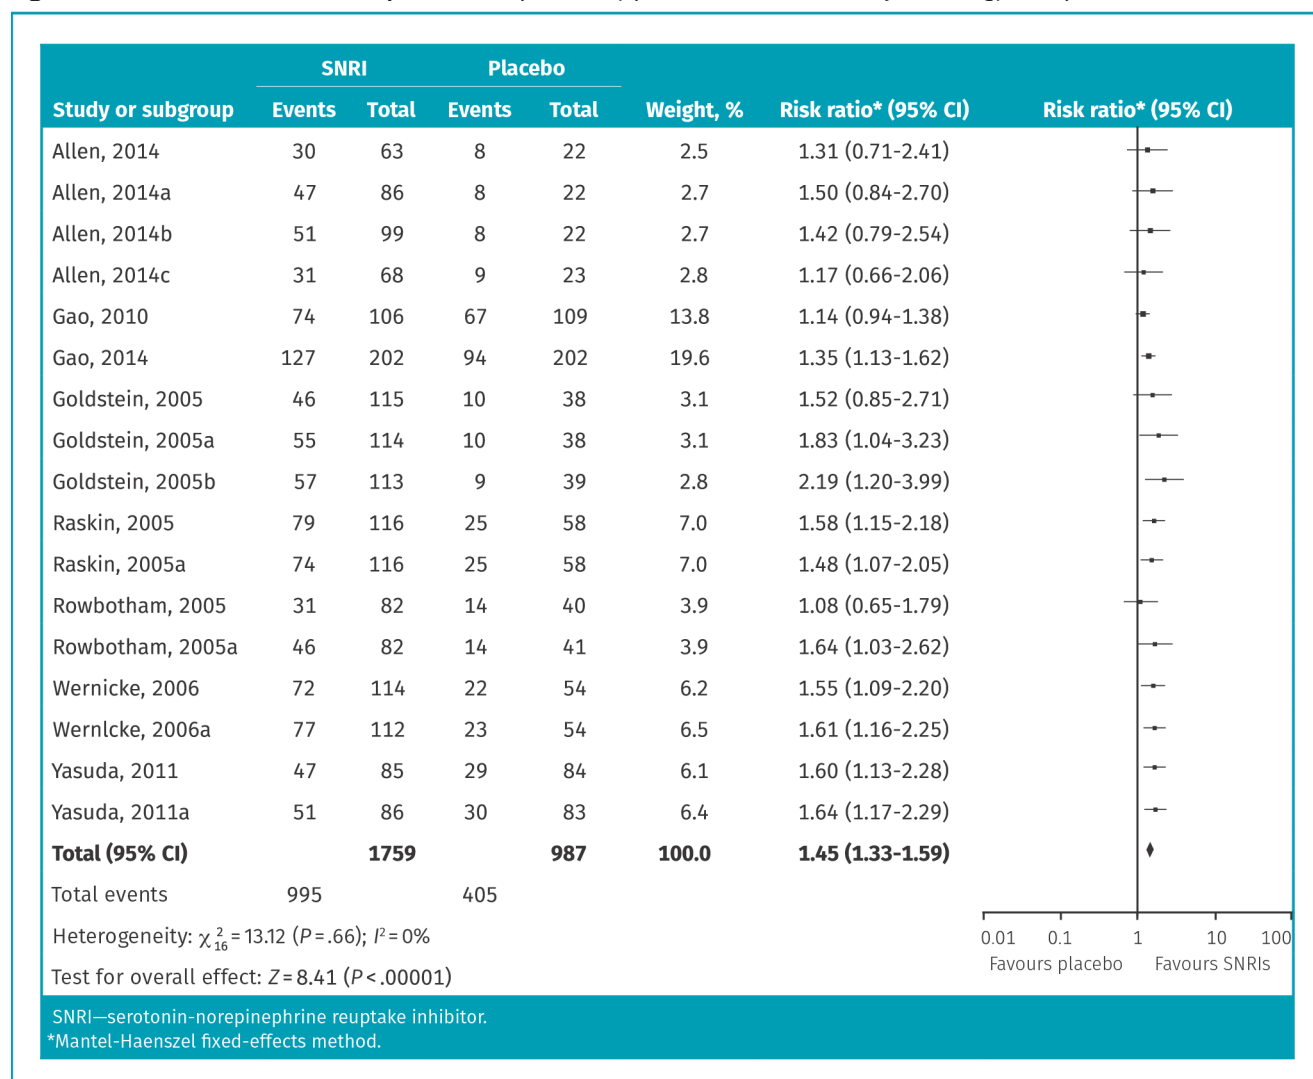 SNRI Placebo
Study or subgroup Events Total Events Total Weight, % Risk ratio* (95% CI) Risk ratio* (95% CI)
Allen, 2014 30 63 8 22 2.5 1.31 (0.71-2.41)
Allen, 2014a 47 86 8 22 2.7 1.50 (0.84-2.70)
Allen, 2014b 51 99 8 22 2.7 1.42 (0.79-2.54)
Allen, 2014c 31 68 9 23 2.8 1.17 (0.66-2.06)
Gao, 2010 74 106 67 109 13.8 1.14 (0.94-1.38)
Gao, 2014 127 202 94 202 19.6 1.35 (1.13-1.62)
Goldstein, 2005 46 115 10 38 3.1 1.52 (0.85-2.71)
Goldstein, 2005a 55 114 10 38 3.1 1.83 (1.04-3.23)
Goldstein, 2005b 57 113 9 39 2.8 2.19 (1.20-3.99)
Raskin, 2005 79 116 25 58 7.0 1.58 (1.15-2.18)
Raskin, 2005a 74 116 25 58 7.0 1.48 (1.07-2.05)
Rowbotham, 2005 31 82 14 40 3.9 1.08 (0.65-1.79)
Rowbotham, 2005a 46 82 14 41 3.9 1.64 (1.03-2.62)
Wernicke, 2006 72 114 22 54 6.2 1.55 (1.09-2.20)
Wernlcke, 2006a 77 112 23 54 6.5 1.61 (1.16-2.25)
Yasuda, 2011 47 85 29 84 6.1 1.60 (1.13-2.28)
Yasuda, 2011a 51 86 30 83 6.4 1.64 (1.17-2.29)
Total (95% CI) 1759 987 100.0 1.45 (1.33-1.59)
Total events 995 405
Heterogeneity: χ²₁₆ = 13.12 (P = .66); I² = 0%
0.01 0.1 1 10 100
Favours placebo Favours SNRIs
Test for overall effect: Z = 8.41 (P < .00001)
SNRI—serotonin-norepinephrine reuptake inhibitor.
*Mantel-Haenszel fixed-effects method.